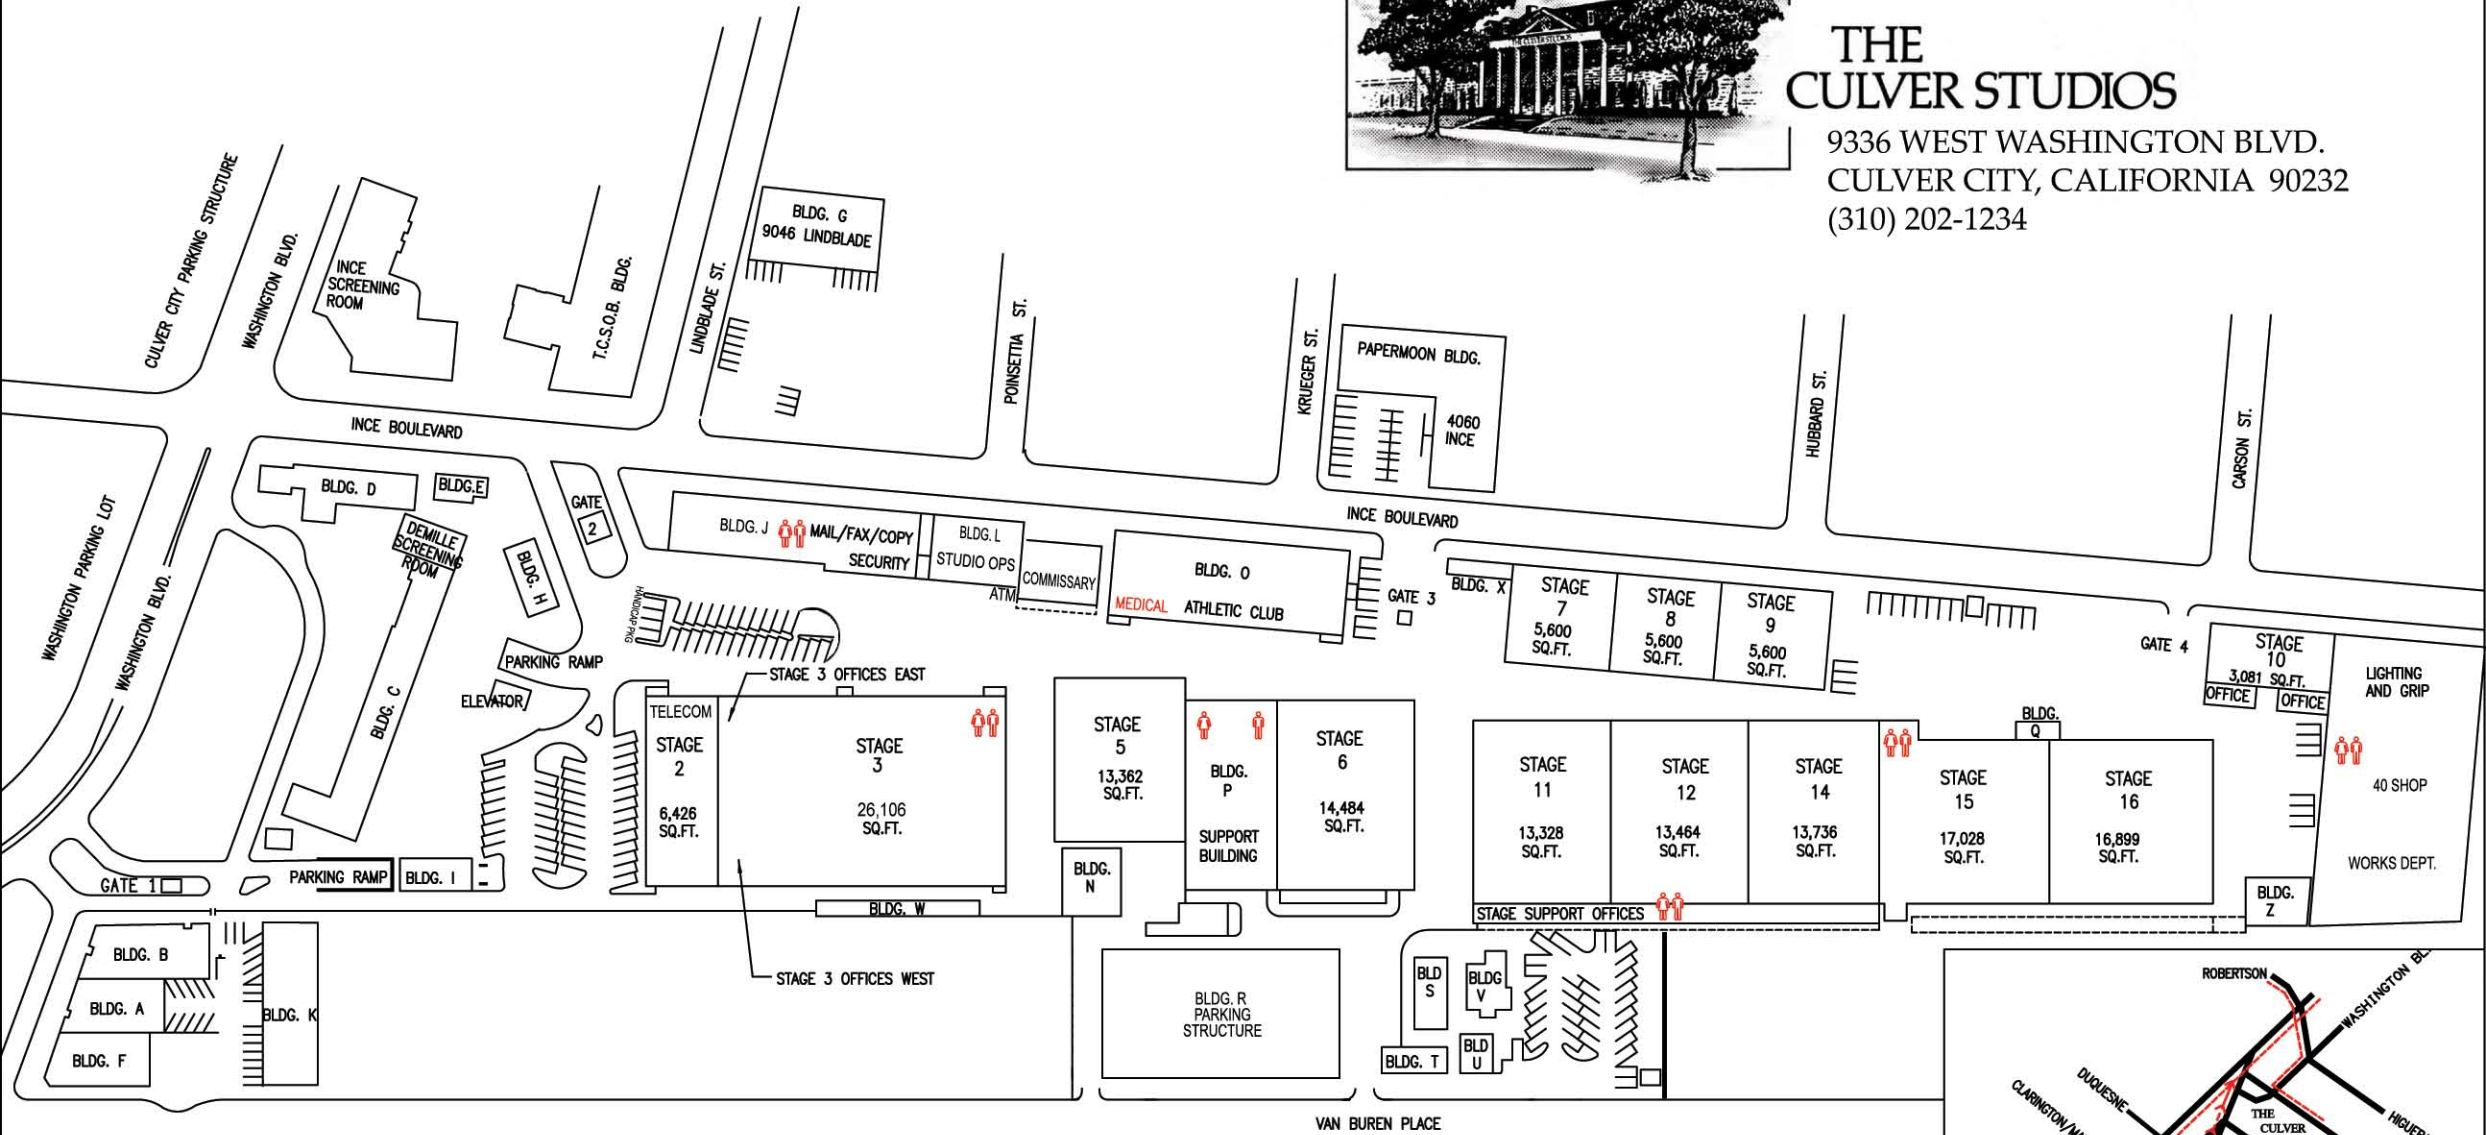 THE CULVER STUDIOS
THE
CULVER STUDIOS
9336 WEST WASHINGTON BLVD.
CULVER CITY, CALIFORNIA 90232
(310) 202-1234
CULVER CITY PARKING STRUCTURE
WASHINGTON BLVD.
INCE
SCREENING
ROOM
T.C.S.O.B. BLDG.
LINDBLADE ST.
BLDG. G
9046 LINDBLADE
POINSETTIA ST.
KRUEGER ST.
PAPERMOON BLDG.
4060
INCE
HUBBARD ST.
CARSON ST.
INCE BOULEVARD
INCE BOULEVARD
WASHINGTON PARKING LOT
WASHINGTON BLVD.
BLDG. D
BLDG.E
DEMILLE
SCREENING
ROOM
BLDG. H
GATE
2
BLDG. J
MAIL/FAX/COPY
SECURITY
BLDG. L
STUDIO OPS
COMMISSARY
ATM
BLDG. O
MEDICAL
ATHLETIC CLUB
GATE 3
BLDG. X
STAGE
7
5,600
SQ.FT.
STAGE
8
5,600
SQ.FT.
STAGE
9
5,600
SQ.FT.
GATE 4
STAGE
10
3,081 SQ.FT.
OFFICE
OFFICE
LIGHTING
AND GRIP
40 SHOP
WORKS DEPT.
HANDICAP PKG
PARKING RAMP
ELEVATOR
BLDG. C
STAGE 3 OFFICES EAST
TELECOM
STAGE
2
6,426
SQ.FT.
STAGE
3
26,106
SQ.FT.
STAGE
5
13,362
SQ.FT.
BLDG.
P
SUPPORT
BUILDING
STAGE
6
14,484
SQ.FT.
STAGE
11
13,328
SQ.FT.
STAGE
12
13,464
SQ.FT.
STAGE
14
13,736
SQ.FT.
STAGE
15
17,028
SQ.FT.
BLDG.
Q
STAGE
16
16,899
SQ.FT.
BLDG.
Z
GATE 1
PARKING RAMP
BLDG. I
BLDG. W
BLDG.
N
STAGE SUPPORT OFFICES
BLDG. B
BLDG. A
BLDG. F
BLDG. K
STAGE 3 OFFICES WEST
BLDG. R
PARKING
STRUCTURE
BLD
S
BLDG
V
BLDG. T
BLD
U
VAN BUREN PLACE
ROBERTSON
WASHINGTON BL
DUQUESNE
THE
CULVER